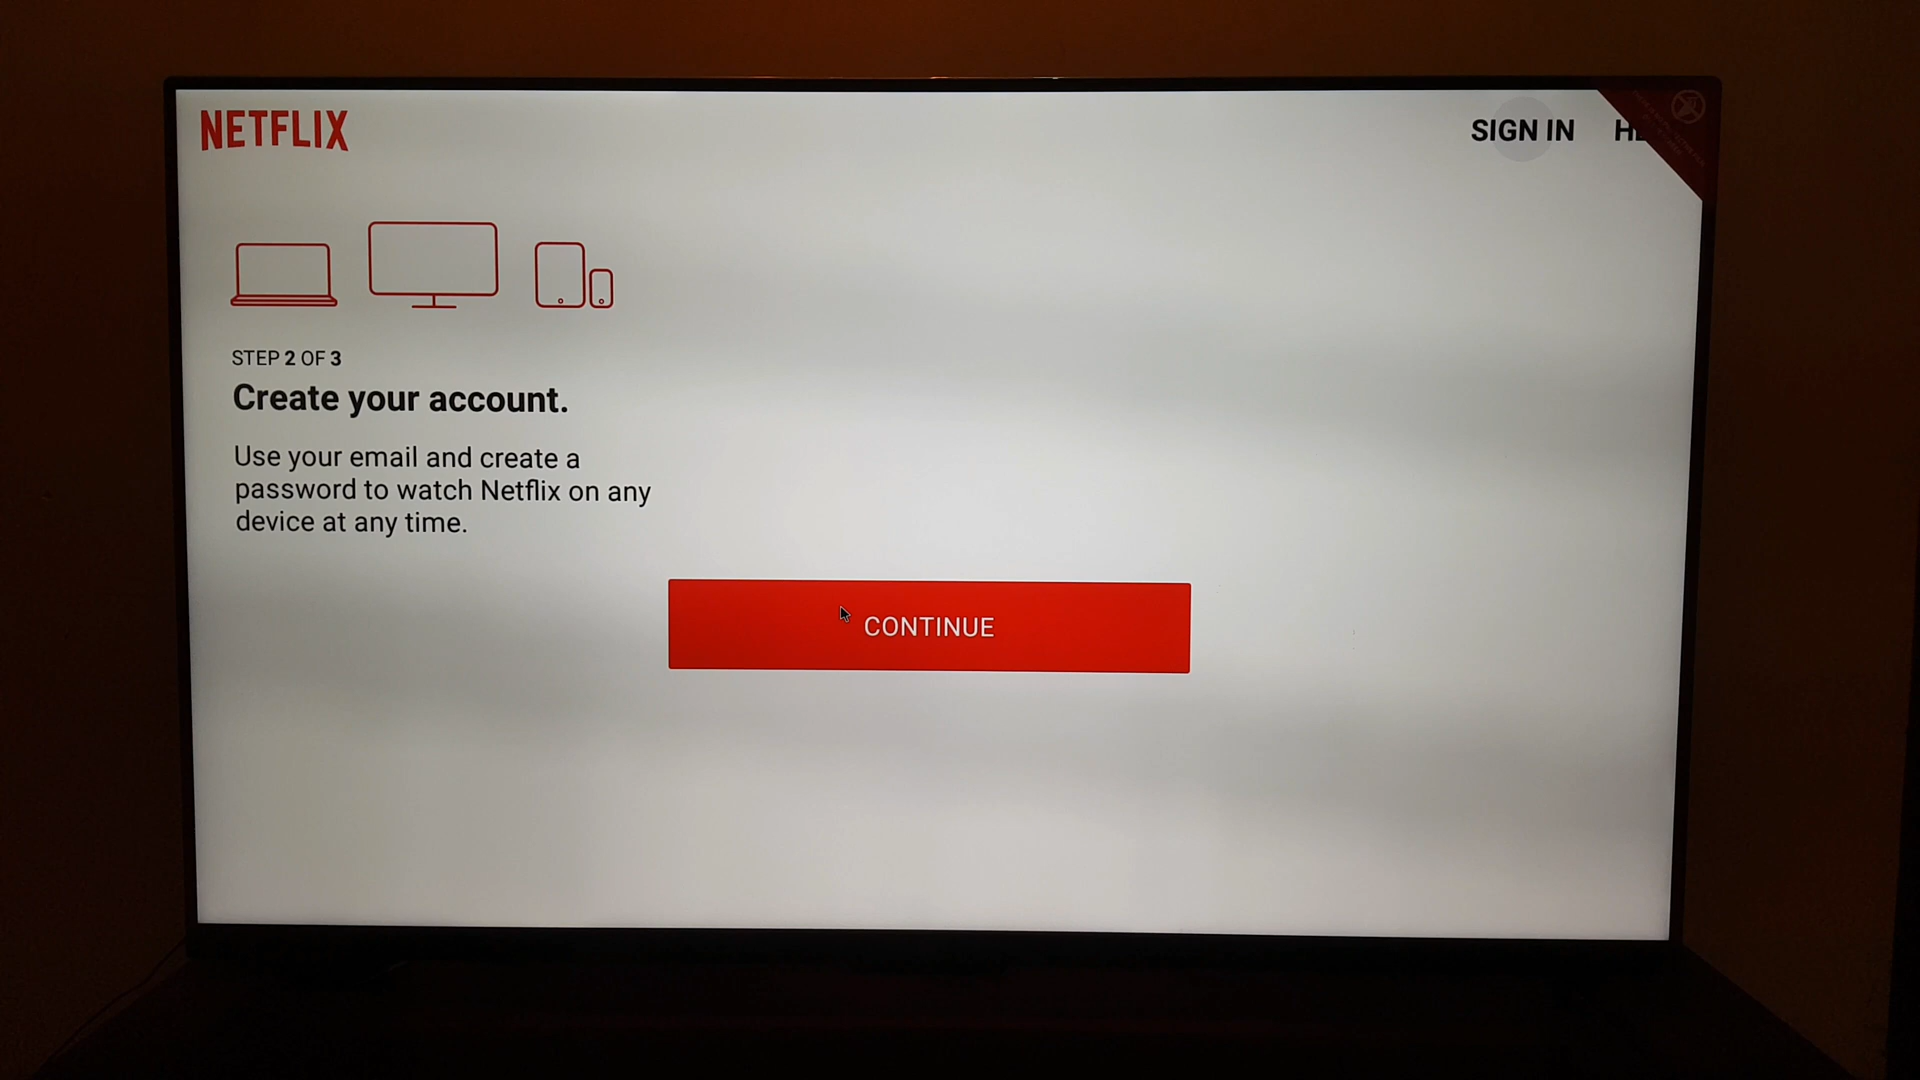 NETFLIX
SIGN IN
STEP 2 OF 3
Create your account.
Use your email and create a
password to watch Netflix on any
device at any time.
CONTINUE